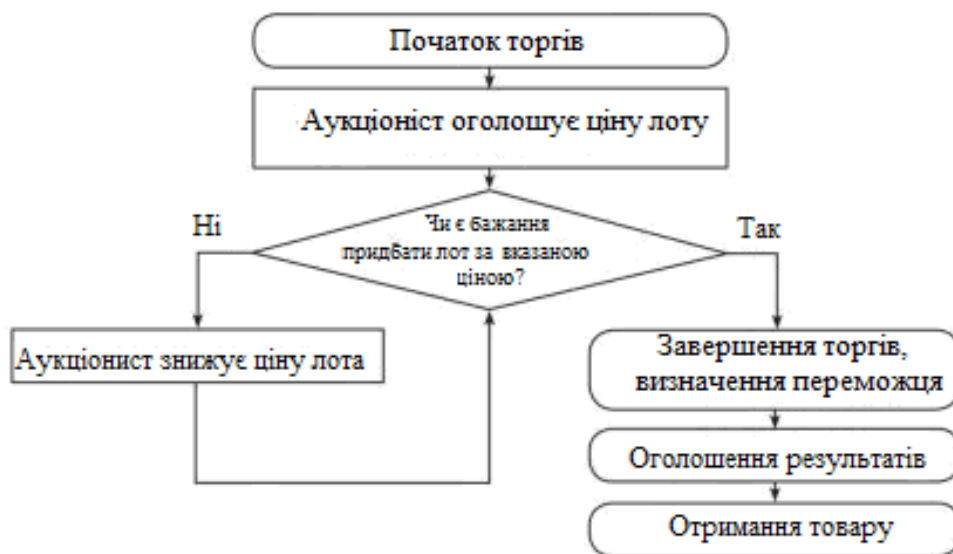 Початок торгів
Аукціоніст оголошує ціну лоту
Чи є бажання
придбати лот за вказаною
ціною?
Ні
Так
Аукціонист знижує ціну лота
Завершення торгів,
визначення переможця
Оголошення результатів
Отримання товару